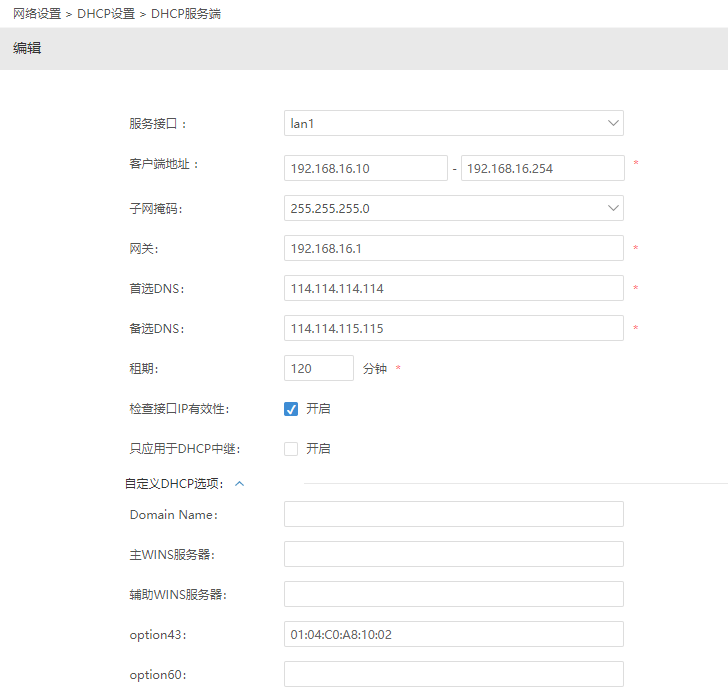 网络设置 > DHCP设置 > DHCP服务端
编辑
服务接口： lan1
客户端地址： 192.168.16.10 - 192.168.16.254 *
子网掩码: 255.255.255.0
网关: 192.168.16.1 *
首选DNS: 114.114.114.114 *
备选DNS: 114.114.115.115 *
租期: 120 分钟 *
检查接口IP有效性: 开启
只应用于DHCP中继: 开启
自定义DHCP选项:
Domain Name:
主WINS服务器:
辅助WINS服务器:
option43: 01:04:C0:A8:10:02
option60: